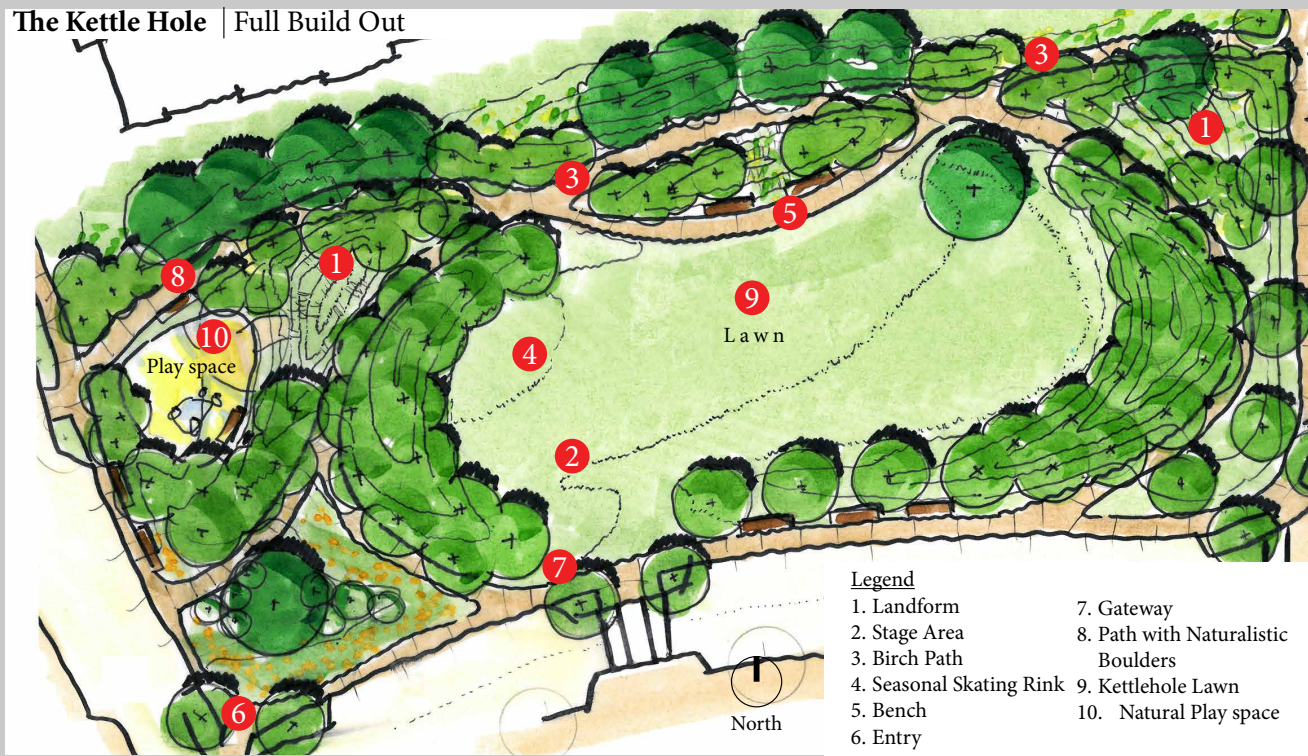 The Kettle Hole | Full Build Out
3
1
3
5
1
8
9
Lawn
10
4
Play space
2
7
6
North
Legend
1. Landform
2. Stage Area
3. Birch Path
4. Seasonal Skating Rink
5. Bench
6. Entry
7. Gateway
8. Path with Naturalistic
Boulders
9. Kettlehole Lawn
10. Natural Play space